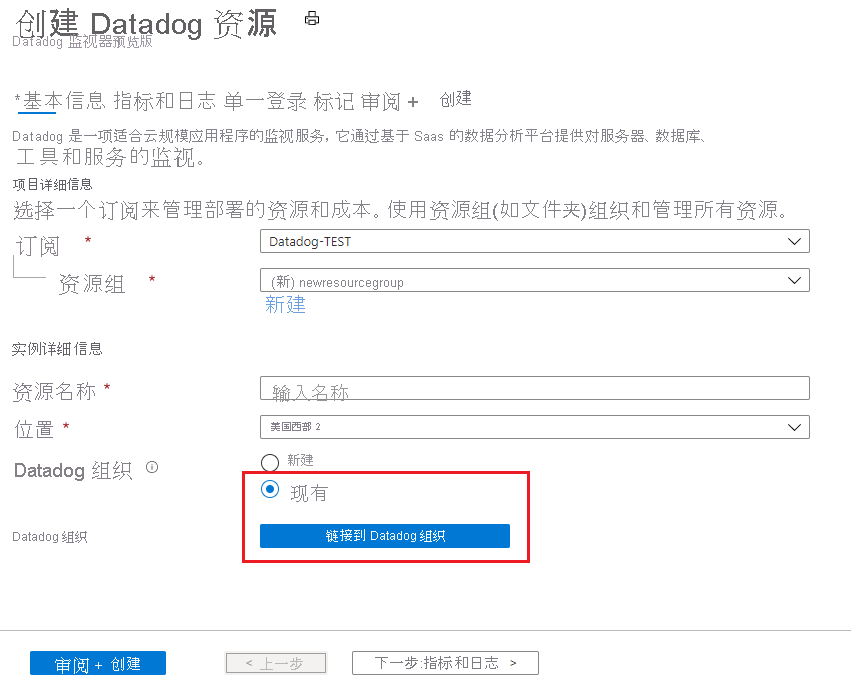 创建 Datadog 资源
Datadog 监视器预览版
*基本信息 指标和日志 单一登录 标记 审阅 + 创建
Datadog 是一项适合云规模应用程序的监视服务，它通过基于 Saas 的数据分析平台提供对服务器、数据库、
工具和服务的监视。
项目详细信息
选择一个订阅来管理部署的资源和成本。使用资源组(如文件夹)组织和管理所有资源。
订阅 * Datadog-TEST
资源组 * (新) newresourcegroup
新建
实例详细信息
资源名称 * 输入名称
位置 * 美国西部 2
Datadog 组织 新建
现有
Datadog 组织 链接到 Datadog 组织
审阅 + 创建 < 上一步 下一步:指标和日志 >